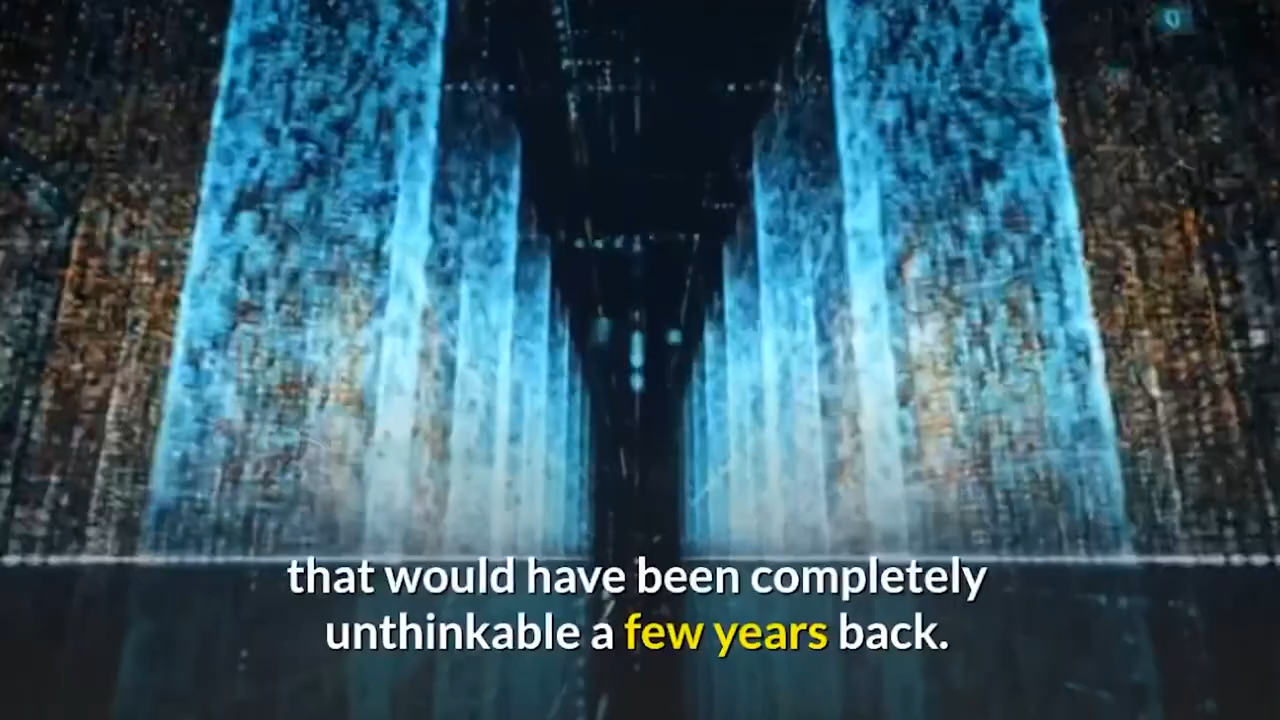 that would have been completely
unthinkable a few years back.